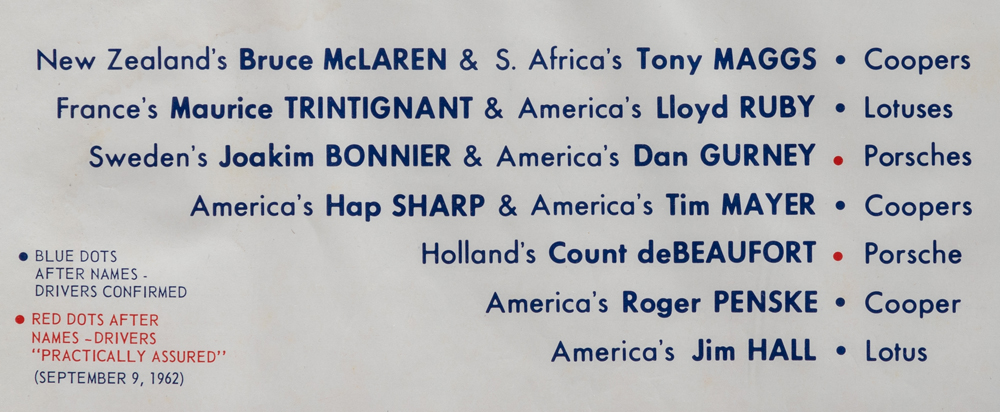 New Zealand's Bruce McLAREN & S. Africa's Tony MAGGS • Coopers
France's Maurice TRINTIGNANT & America's Lloyd RUBY • Lotuses
Sweden's Joakim BONNIER & America's Dan GURNEY • Porsches
America's Hap SHARP & America's Tim MAYER • Coopers
Holland's Count deBEAUFORT • Porsche
America's Roger PENSKE • Cooper
America's Jim HALL • Lotus
• BLUE DOTS
AFTER NAMES -
DRIVERS CONFIRMED
• RED DOTS AFTER
NAMES -DRIVERS
"PRACTICALLY ASSURED"
(SEPTEMBER 9, 1962)